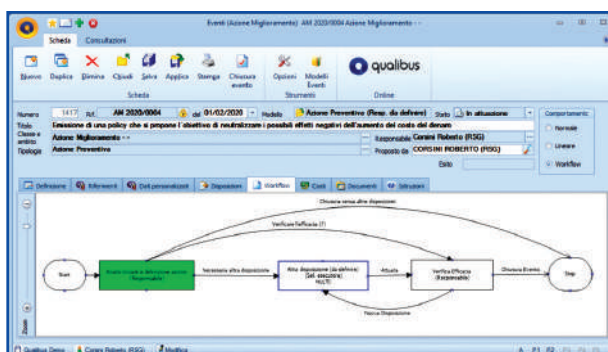 Eventi (Azione Miglioramento) AM 2020/0004 Azione Miglioramento - -
Scheda Consultazioni
Nuovo Duplica Elimina Chiudi Salva Applica Stampa Chiusura evento Opzioni Modelli Eventi qualibus
Scheda Strumenti Online
Numero 1417 Rif. AM 2020/0004 del 01/02/2020 Modello Azione Preventiva (Resp. da definire) Stato In attuazione Comportamento
Titolo Emissione di una policy che si propone l'obiettivo di neutralizzare i possibili effetti negativi dell'aumento del costo del denaro Normale
Classe e ambito Azione Miglioramento - - Responsabile Corsini Roberto (RSG) Lineare
Tipologia Azione Preventiva Proposto da CORSINI ROBERTO (RSG) Workflow
Esito
Definizione Riferimenti Dati personalizzati Disposizioni Workflow Costi Documenti Istruzioni
Chiusura senza altre disposizioni
Verificare l'efficacia (?)
Start
(Responsabile)
Necessaria altra disposizione
Altra disposizione (da definire)
(Sel. esecutore)
MULTI
Attuata
Verifica Efficacia
(Responsabile)
Chiusura Evento
Stop
Nuova Disposizione
Zoom
Qualibus Demo Corsini Roberto (RSG) Modifica